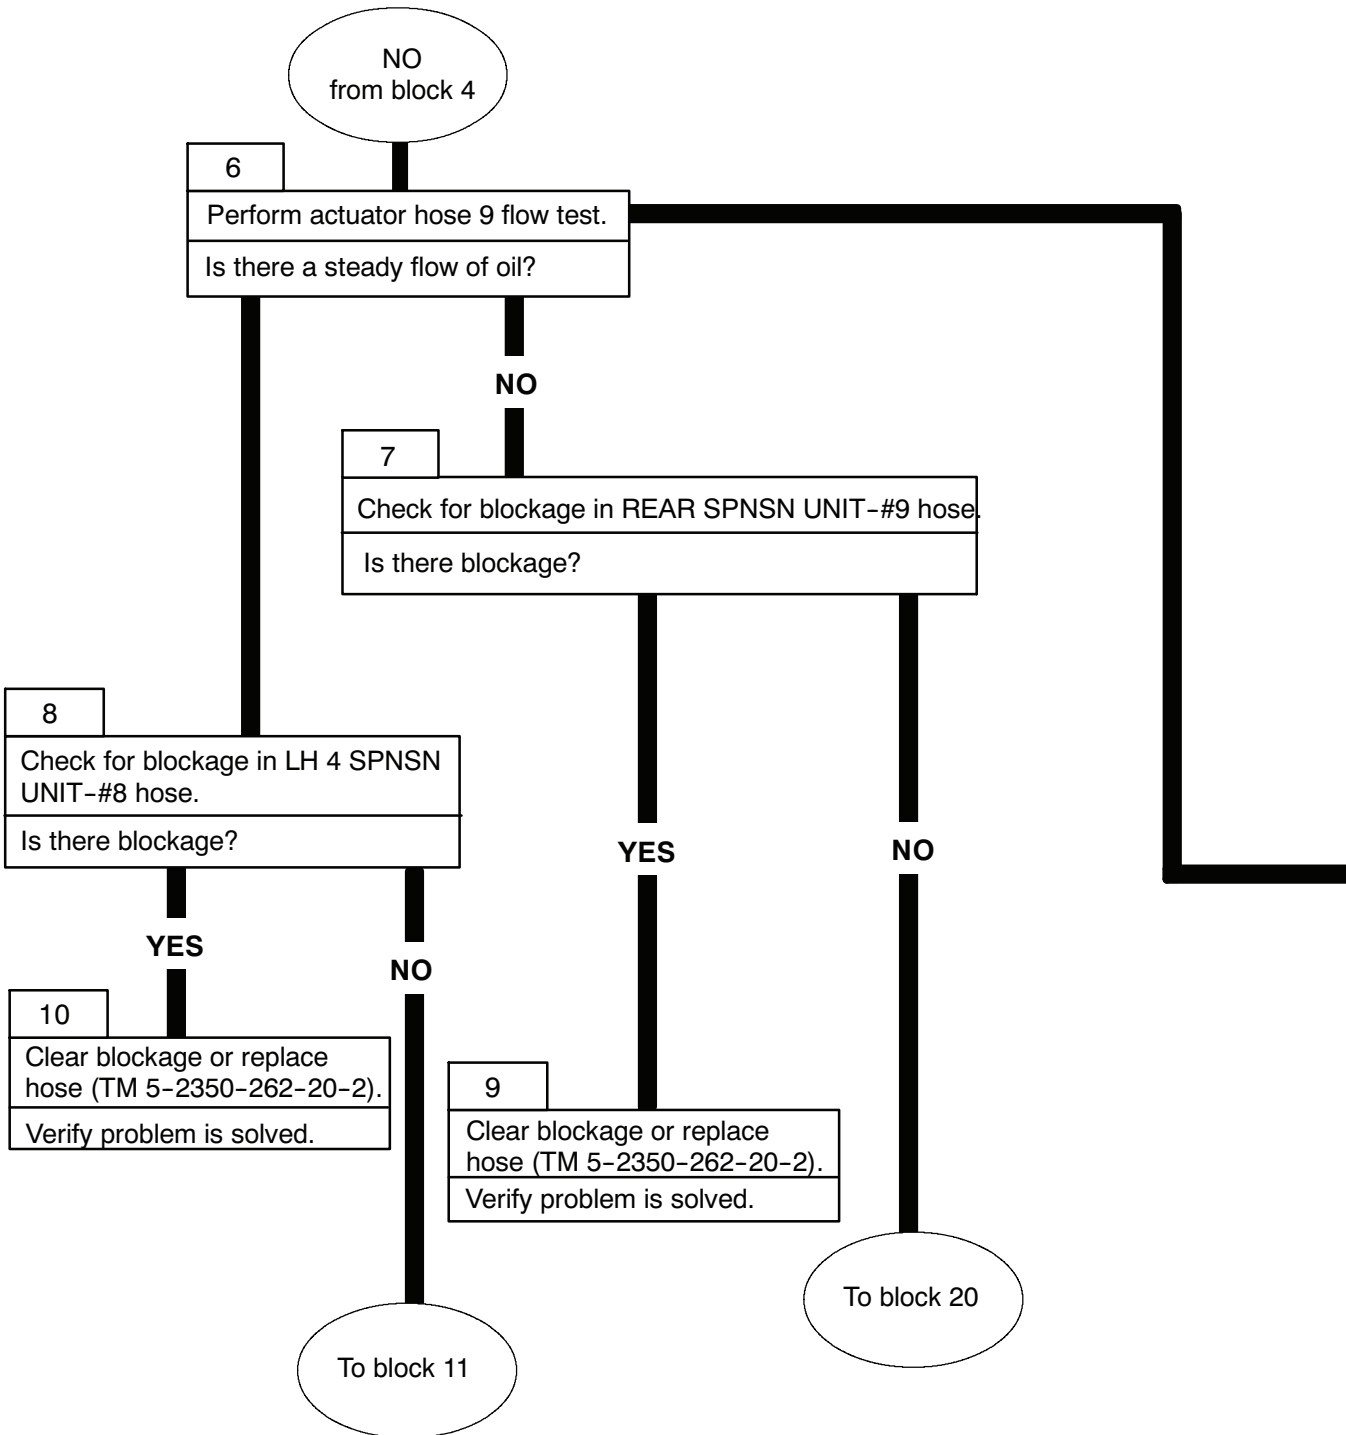 NO
from block 4
6
Perform actuator hose 9 flow test.
Is there a steady flow of oil?
NO
7
Check for blockage in REAR SPNSN UNIT-#9 hose.
Is there blockage?
8
Check for blockage in LH 4 SPNSN
UNIT-#8 hose.
Is there blockage?
YES
NO
YES
NO
10
Clear blockage or replace
hose (TM 5-2350-262-20-2).
Verify problem is solved.
9
Clear blockage or replace
hose (TM 5-2350-262-20-2).
Verify problem is solved.
To block 20
To block 11